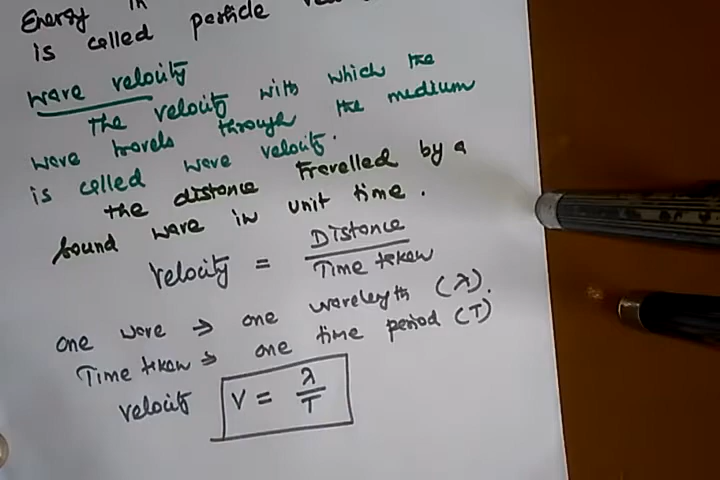 Energy in
is called particle
wave velocity
The velocity with which the
wave travels through the medium
is called wave velocity.
the distance travelled by a
sound wave in unit time.
Velocity = Distance / Time taken
One wave → one wavelength (λ).
Time taken → one time period (T)
velocity V = λ / T